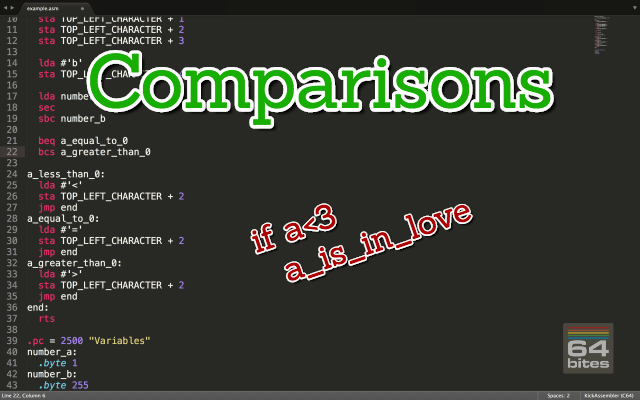 example.asm
10 sta TOP_LEFT_CHARACTER + 1
11 sta TOP_LEFT_CHARACTER + 2
12 sta TOP_LEFT_CHARACTER + 3
13
14 lda #'b'
15 sta TOP_LEFT_
16
17 lda
18 sec
19 sbc number_b
20
21 beq a_equal_to_0
22 bcs a_greater_than_0
23
24 a_less_than_0:
25 lda #'<'
26 sta TOP_LEFT_CHARACTER + 2
27 jmp end
28 a_equal_to_0:
29 lda #'='
30 sta TOP_LEFT_CHARACTER + 2
31 jmp end
32 a_greater_than_0:
33 lda #'>'
34 sta TOP_LEFT_CHARACTER + 2
35 jmp end
36 end:
37 rts
38
39 .pc = 2500 "Variables"
40 number_a:
41 .byte 1
42 number_b:
43 .byte 255
Comparisons
if a<3
a_is_in_love
64
bites
Line 22, Column 6
Spaces: 2
KickAssembler (C64)